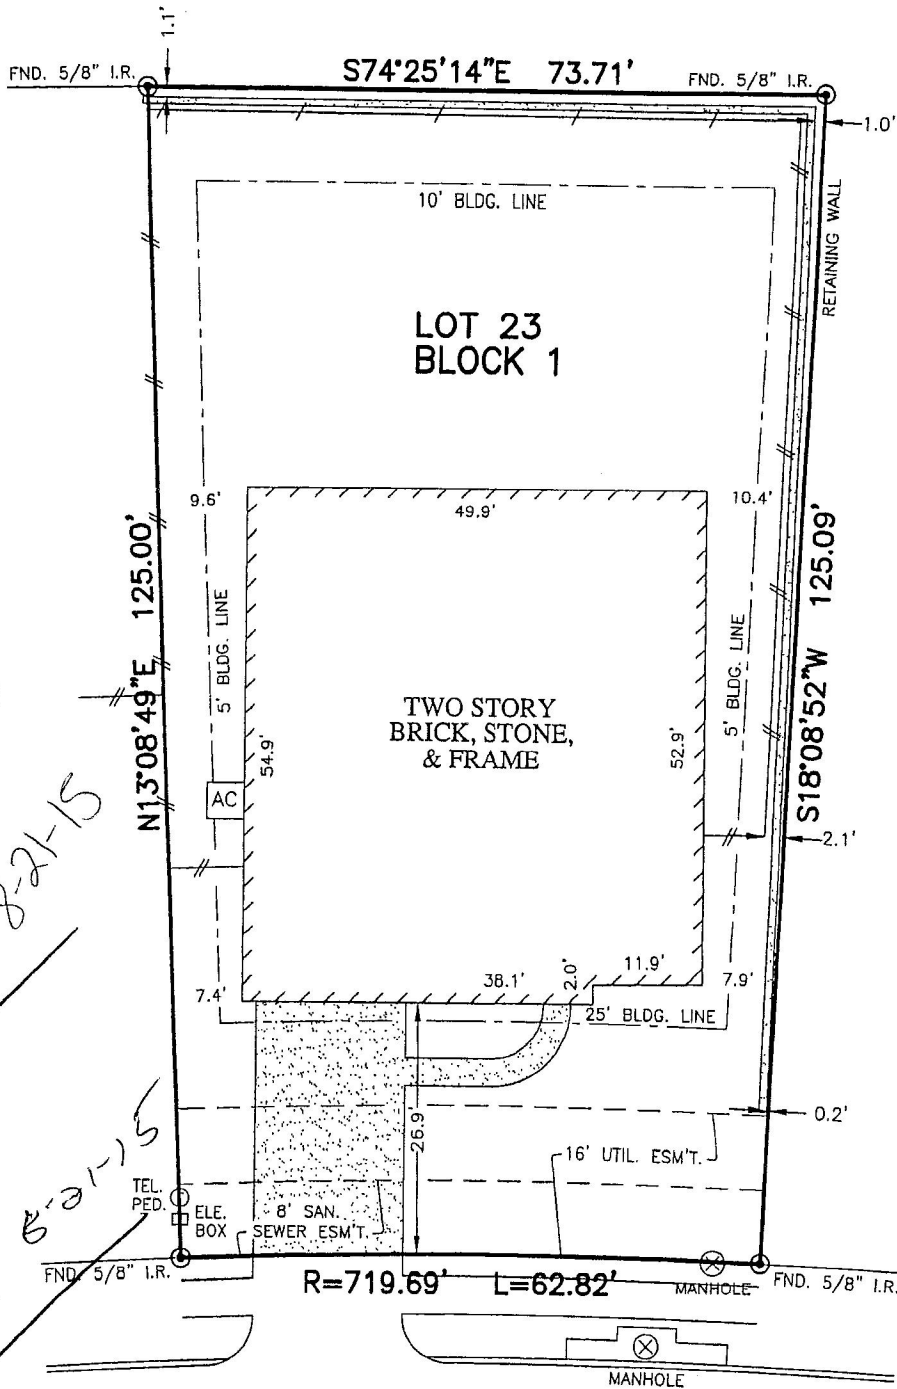 1.1'
FND. 5/8" I.R.
S74°25'14"E 73.71'
FND. 5/8" I.R.
1.0'
10' BLDG. LINE
RETAINING WALL
LOT 23
BLOCK 1
9.6'
49.9'
10.4'
N13°08'49"E 125.00'
S18°08'52"W 125.09'
5' BLDG. LINE
5' BLDG. LINE
TWO STORY
BRICK, STONE,
& FRAME
54.9'
52.9'
AC
2.1'
8-21-15
7.4'
38.1'
2.0'
11.9'
7.9'
25' BLDG. LINE
26.9'
0.2'
16' UTIL. ESM'T.
8-21-15
TEL.
PED.
ELE.
BOX
8' SAN.
SEWER ESM'T.
FND. 5/8" I.R.
R=719.69' L=62.82'
MANHOLE
FND. 5/8" I.R.
MANHOLE